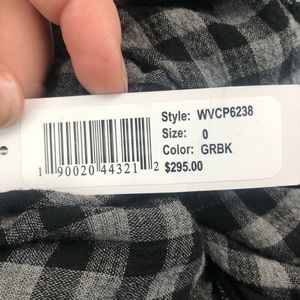 Style: WVCP6238
Size: 0
Color: GRBK
$295.00
1 90020 44321 2